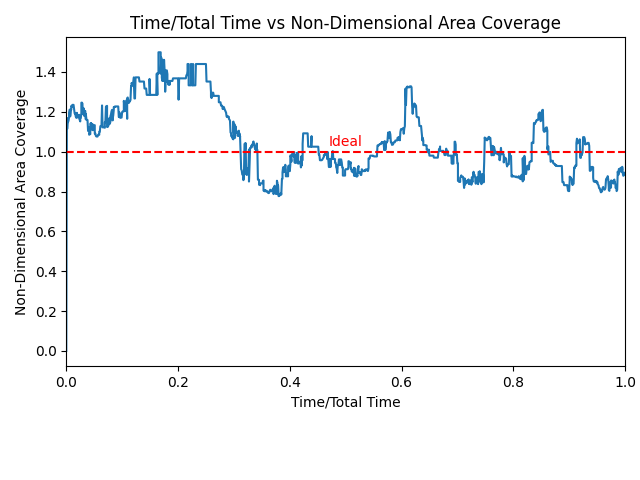 Time/Total Time vs Non-Dimensional Area Coverage
Non-Dimensional Area Coverage
1.4
1.2
1.0
0.8
0.6
0.4
0.2
0.0
Ideal
0.0 0.2 0.4 0.6 0.8 1.0
Time/Total Time